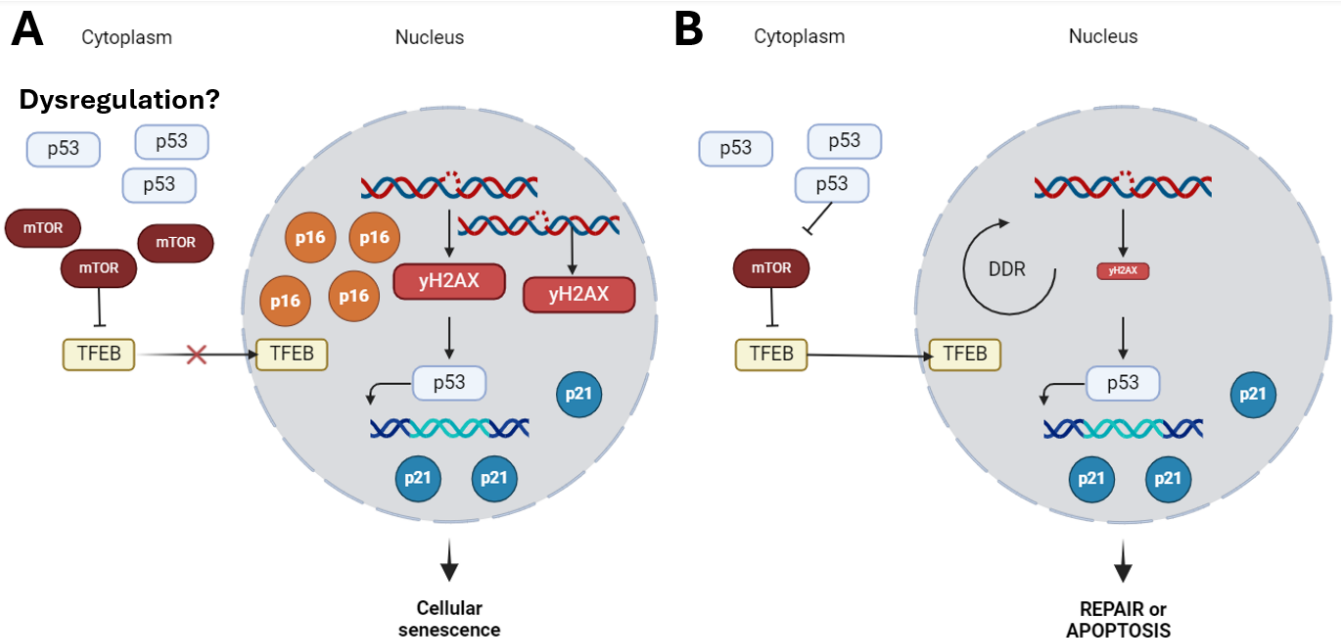 A
Cytoplasm
Nucleus
Dysregulation?
p53
p53
p53
mTOR
mTOR
mTOR
TFEB
TFEB
p16
p16
p16
p16
yH2AX
yH2AX
p53
p21
p21
p21
Cellular
senescence
B
Cytoplasm
Nucleus
p53
p53
p53
mTOR
TFEB
TFEB
DDR
yH2AX
p53
p21
p21
p21
REPAIR or
APOPTOSIS